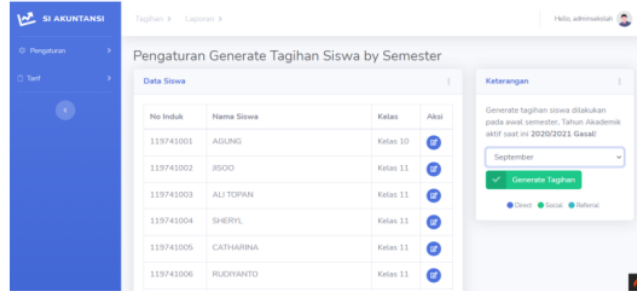 SI AKUNTANSI
Tagihan > Laporan >
Hello, adminsekolah
Pengaturan >
Tarif >
Pengaturan Generate Tagihan Siswa by Semester
Data Siswa
No Induk Nama Siswa Kelas Aksi
119741001 AGUNG Kelas 10
119741002 JISOO Kelas 11
119741003 ALI TOPAN Kelas 11
119741004 SHERYL Kelas 11
119741005 CATHARINA Kelas 11
119741006 RUDIYANTO Kelas 11
Keterangan
Generate tagihan siswa dilakukan
pada awal semester, Tahun Akademik
aktif saat ini 2020/2021 Gasal!
September
Generate Tagihan
Direct Social Referral